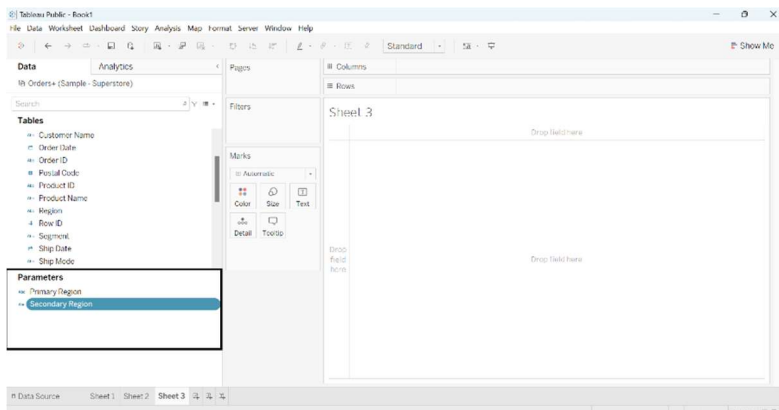 Tableau Public - Book1
File Data Worksheet Dashboard Story Analysis Map Format Server Window Help
Standard
Show Me
Data Analytics
Pages
Columns
Orders+ (Sample - Superstore)
Rows
Search
Filters
Sheet 3
Tables
Drop field here
Customer Name
Order Date
Order ID
Postal Code
Product ID
Product Name
Region
Row ID
Segment
Ship Date
Ship Mode
Marks
Automatic
Color Size Text
Detail Tooltip
Drop
field
here
Drop field here
Parameters
Primary Region
Secondary Region
Data Source Sheet 1 Sheet 2 Sheet 3